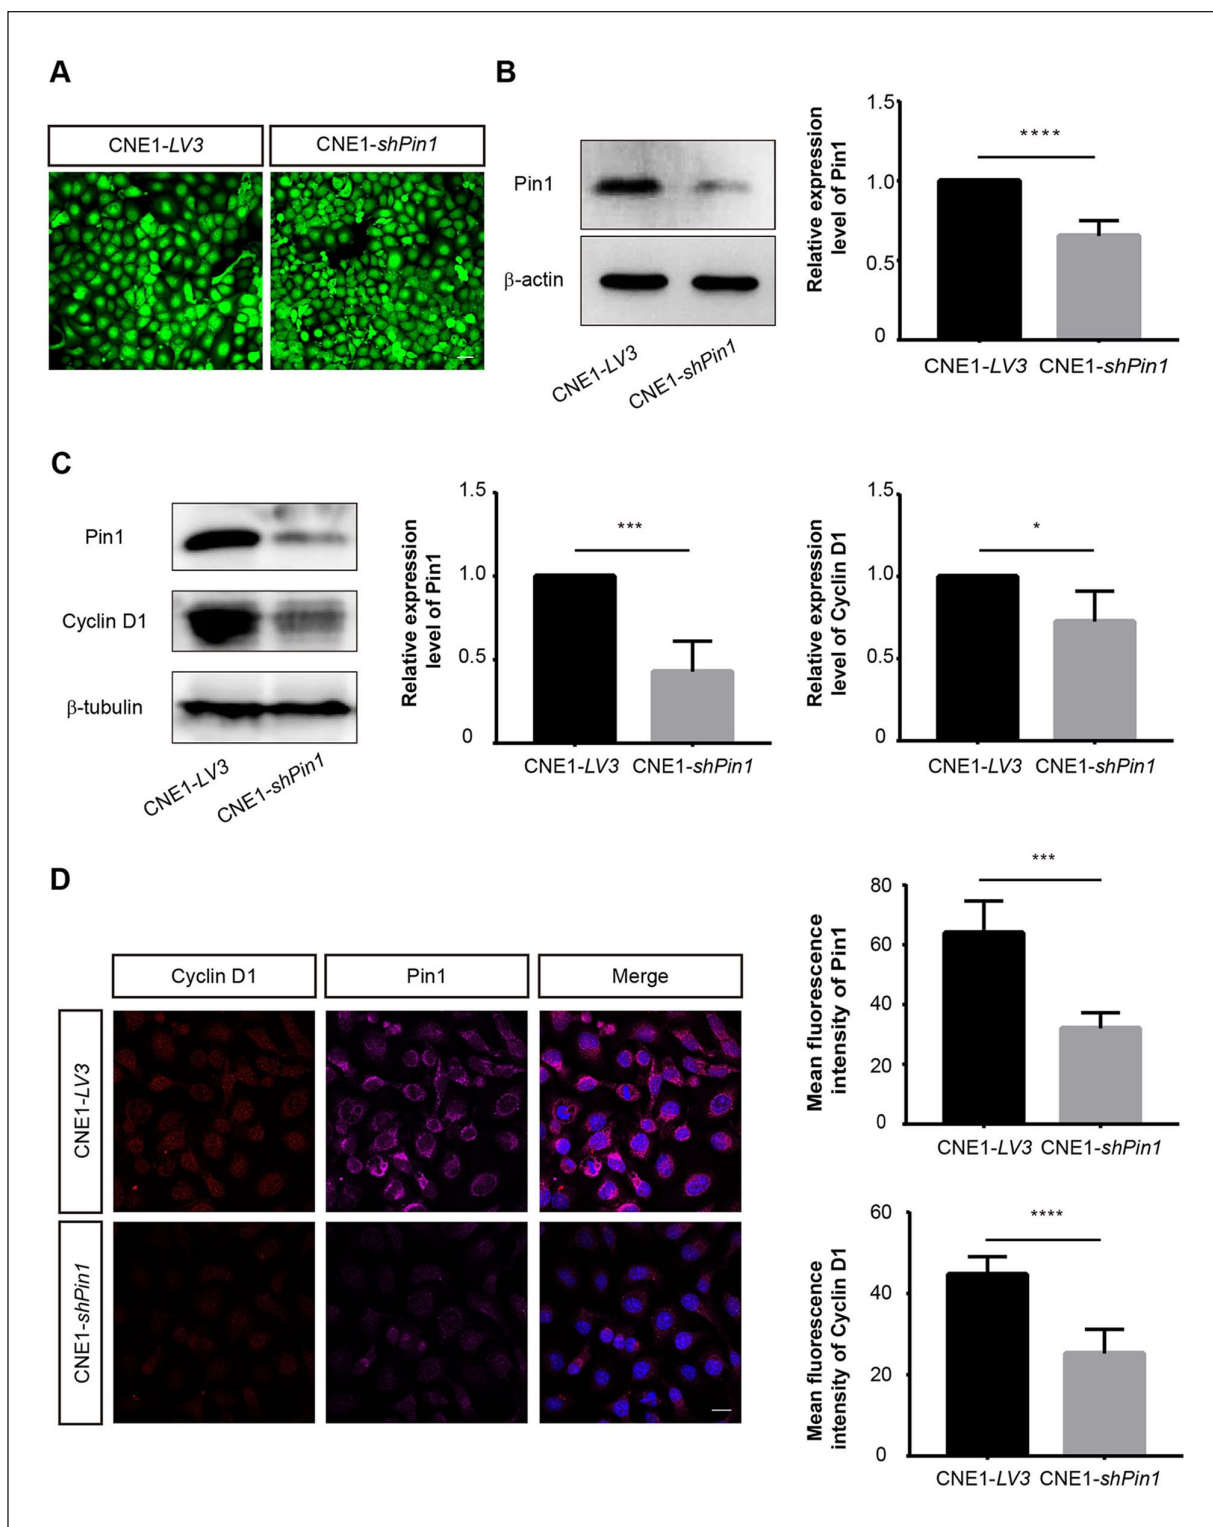 A
CNE1-LV3
CNE1-shPin1
B
Pin1
β-actin
CNE1-LV3
CNE1-shPin1
Relative expression
level of Pin1
1.5
1.0
0.5
0
****
CNE1-LV3
CNE1-shPin1
C
Pin1
Cyclin D1
β-tubulin
CNE1-LV3
CNE1-shPin1
Relative expression
level of Pin1
1.5
1.0
0.5
0
***
CNE1-LV3
CNE1-shPin1
Relative expression
level of Cyclin D1
1.5
1.0
0.5
0
*
CNE1-LV3
CNE1-shPin1
D
Cyclin D1
Pin1
Merge
CNE1-LV3
CNE1-shPin1
Mean fluorescence
intensity of Pin1
80
60
40
20
0
***
CNE1-LV3
CNE1-shPin1
Mean fluorescence
intensity of Cyclin D1
60
40
20
0
****
CNE1-LV3
CNE1-shPin1